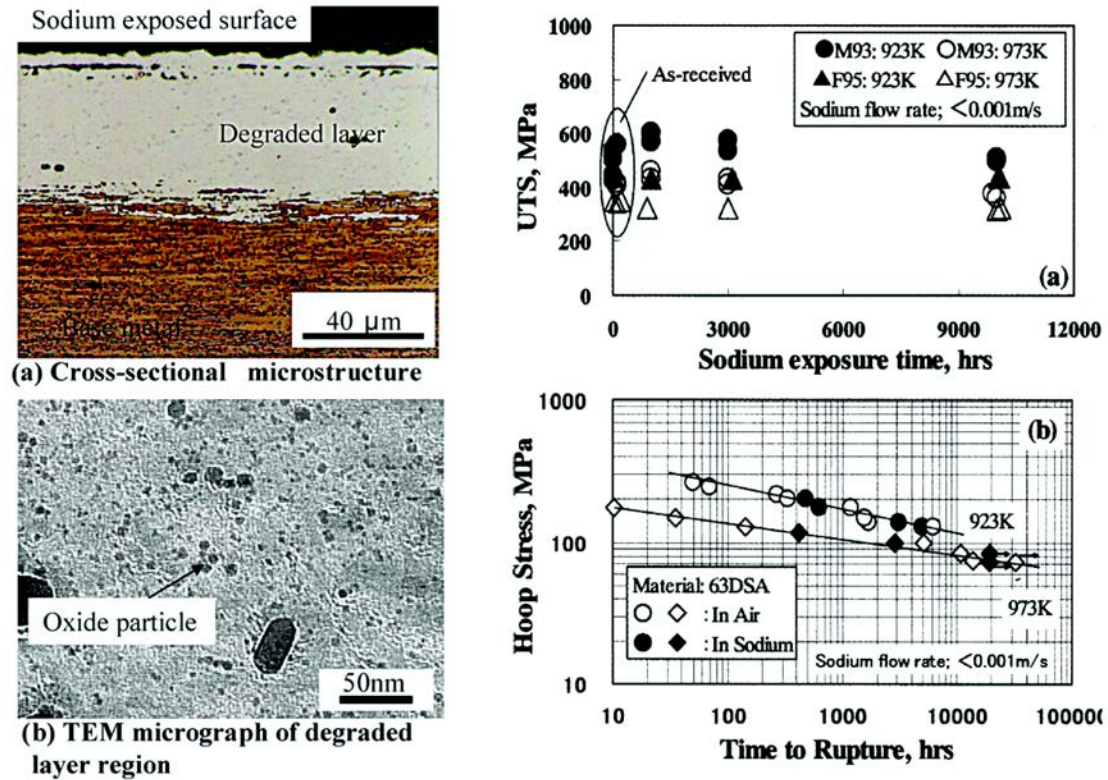 Sodium exposed surface
Degraded layer
Base metal
40 µm
(a) Cross-sectional microstructure
Oxide particle
50nm
(b) TEM micrograph of degraded
layer region
UTS, MPa
1000
800
600
400
200
0
As-received
●M93: 923K ○M93: 973K
▲F95: 923K △F95: 973K
Sodium flow rate; <0.001m/s
(a)
0 3000 6000 9000 12000
Sodium exposure time, hrs
Hoop Stress, MPa
1000
100
10
(b)
923K
973K
Material: 63DSA
○ ◇ : In Air
● ◆ : In Sodium
Sodium flow rate; <0.001m/s
10 100 1000 10000 100000
Time to Rupture, hrs